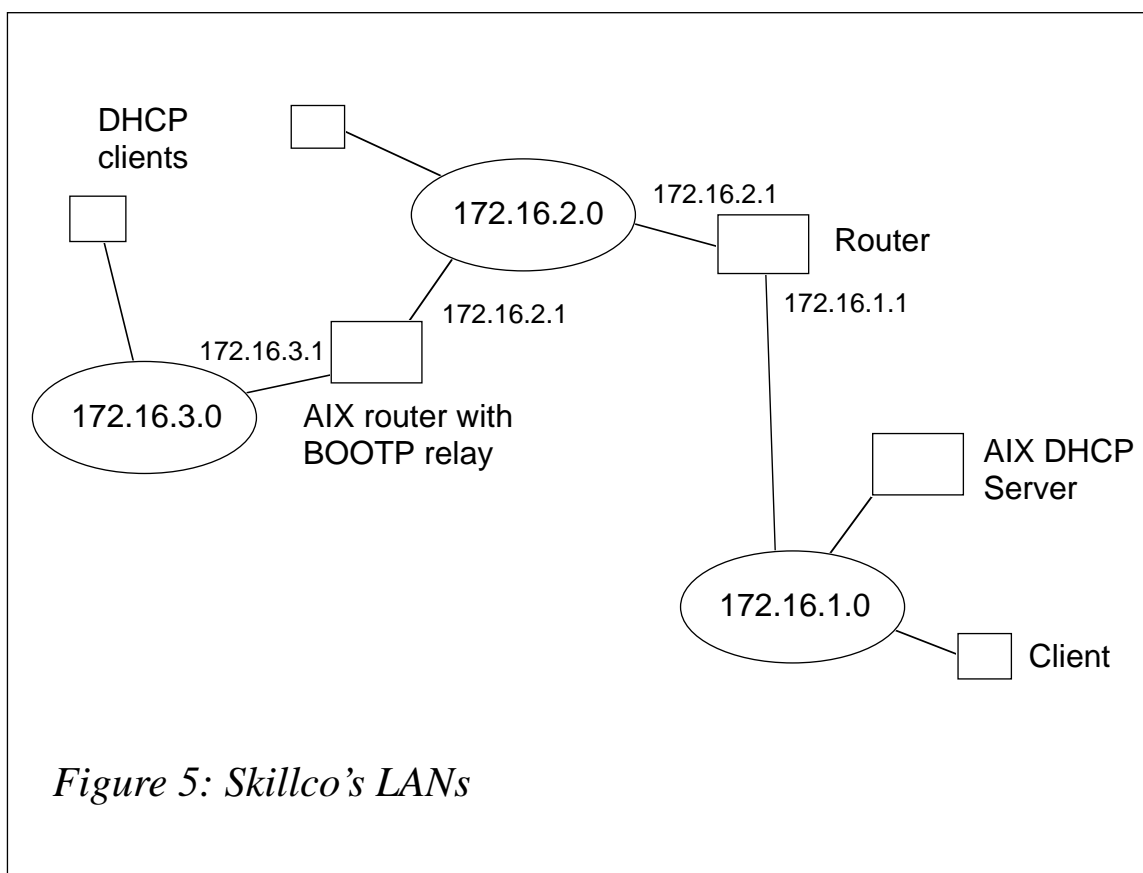 DHCP
clients
172.16.2.0
172.16.2.1
Router
172.16.1.1
172.16.2.1
172.16.3.1
172.16.3.0
AIX router with
BOOTP relay
AIX DHCP
Server
172.16.1.0
Client
Figure 5: Skillco's LANs